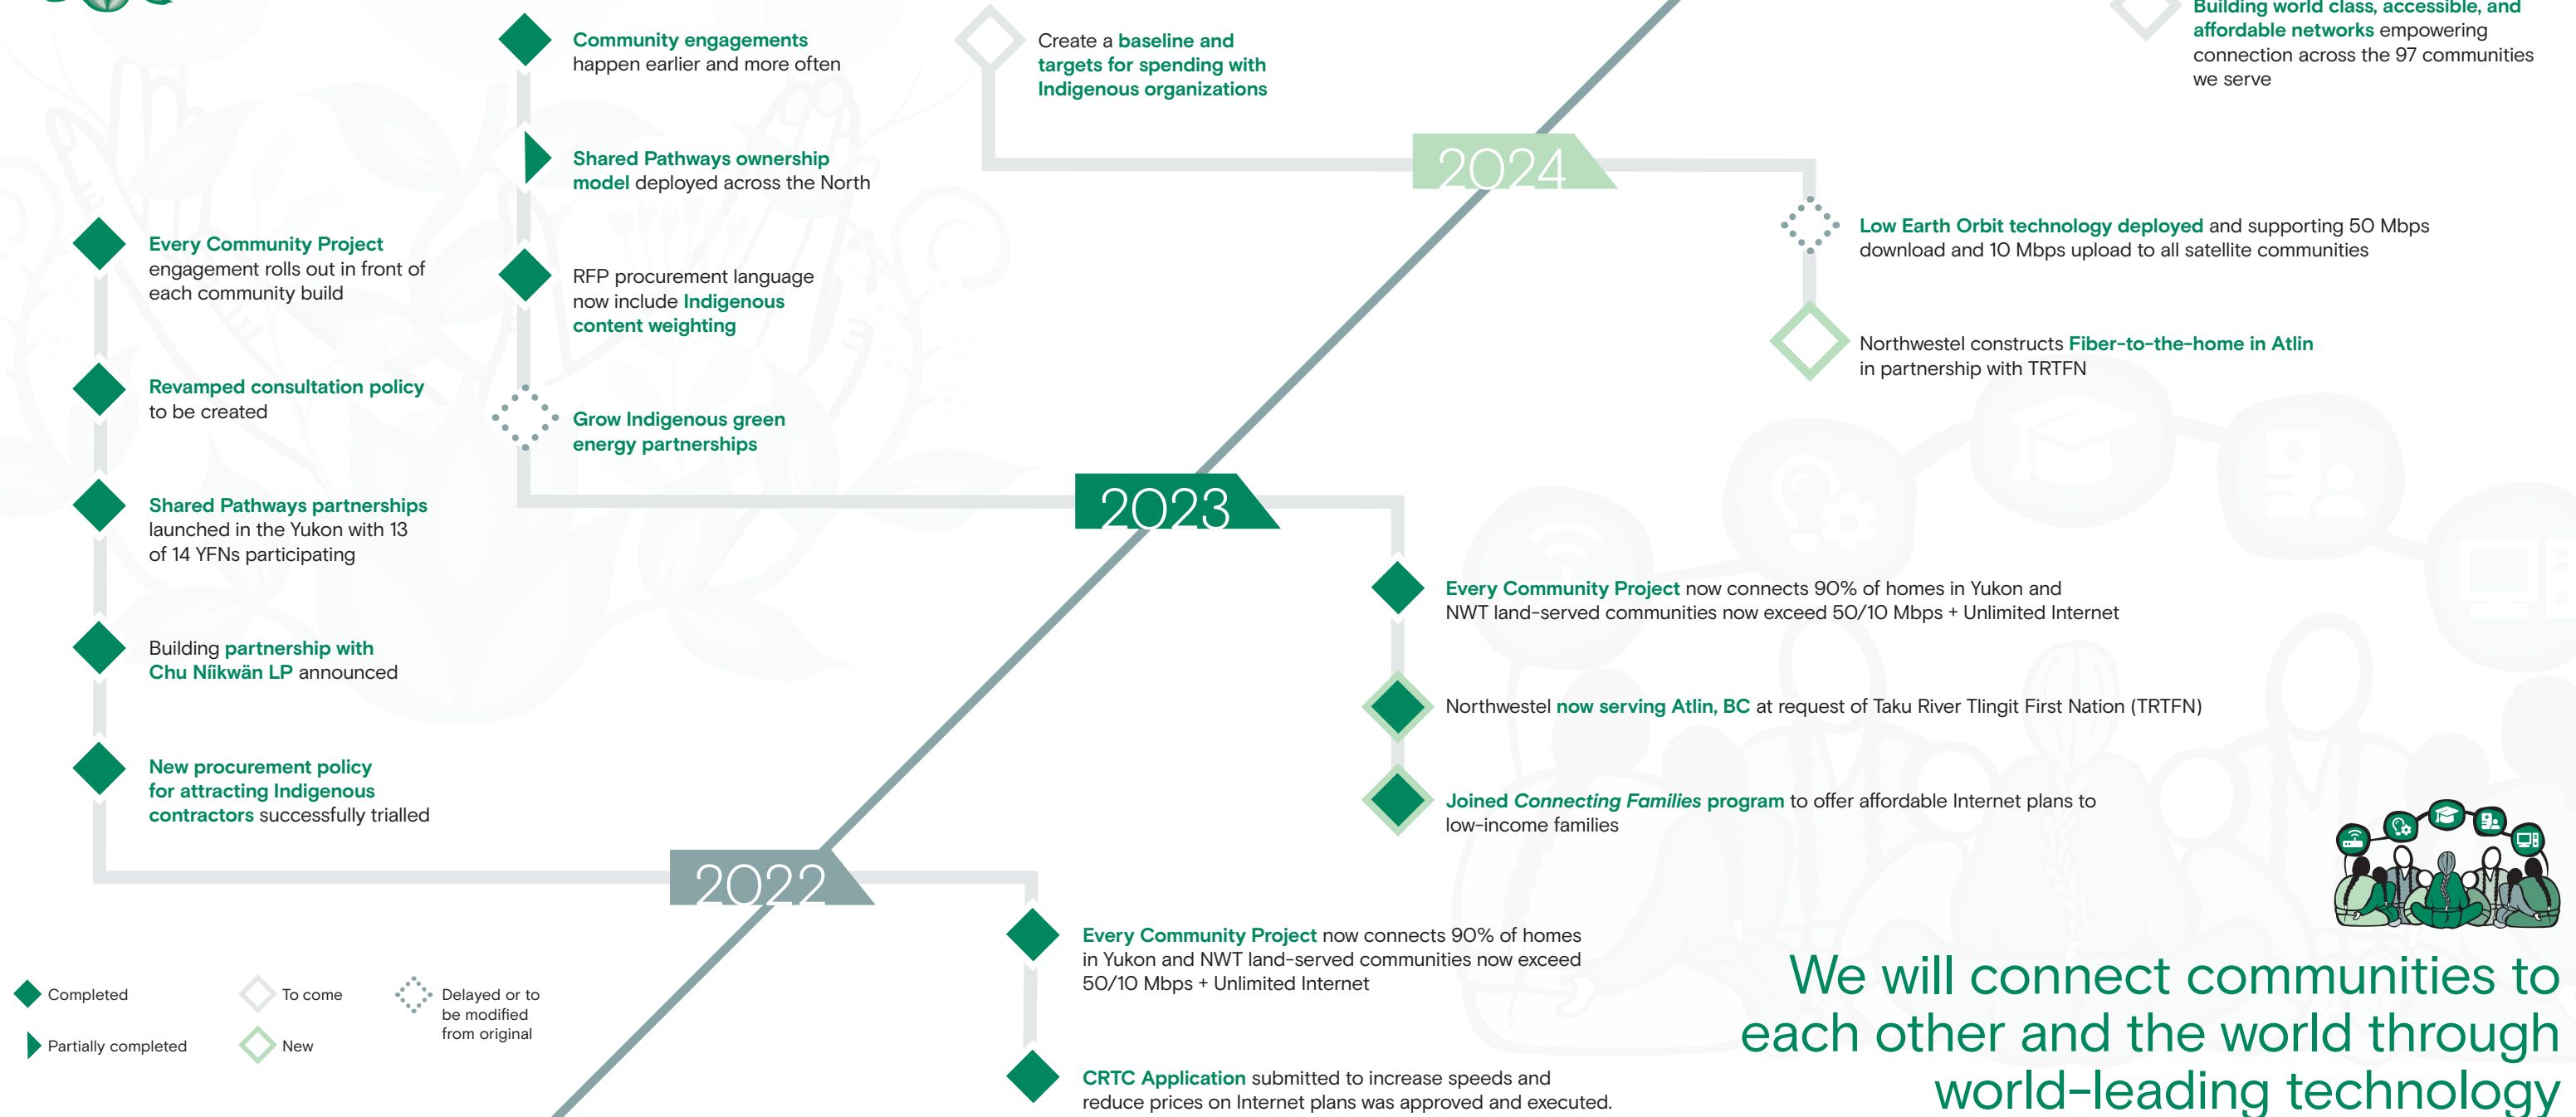 Community engagements
happen earlier and more often
Shared Pathways ownership
model deployed across the North
RFP procurement language
now include Indigenous
content weighting
Grow Indigenous green
energy partnerships
Every Community Project
engagement rolls out in front of
each community build
Revamped consultation policy
to be created
Shared Pathways partnerships
launched in the Yukon with 13
of 14 YFNs participating
Building partnership with
Chu Níikwän LP announced
New procurement policy
for attracting Indigenous
contractors successfully trialled
Create a baseline and
targets for spending with
Indigenous organizations
Building world class, accessible, and
affordable networks empowering
connection across the 97 communities
we serve
2024
Low Earth Orbit technology deployed and supporting 50 Mbps
download and 10 Mbps upload to all satellite communities
Northwestel constructs Fiber-to-the-home in Atlin
in partnership with TRTFN
2023
Every Community Project now connects 90% of homes in Yukon and
NWT land-served communities now exceed 50/10 Mbps + Unlimited Internet
Northwestel now serving Atlin, BC at request of Taku River Tlingit First Nation (TRTFN)
Joined Connecting Families program to offer affordable Internet plans to
low-income families
2022
Every Community Project now connects 90% of homes
in Yukon and NWT land-served communities now exceed
50/10 Mbps + Unlimited Internet
CRTC Application submitted to increase speeds and
reduce prices on Internet plans was approved and executed.
Completed
Partially completed
To come
New
Delayed or to
be modified
from original
We will connect communities to
each other and the world through
world-leading technology